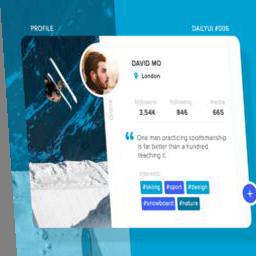 PROFILE
DAILYUI #006
DAVID MO
London
Followers
Following
Media
3,54K
846
665
Online
“ One man practicing sportsmanship
is far better than a hundred
teaching it.
#skiing #sport #design
#snowboard #nature
+